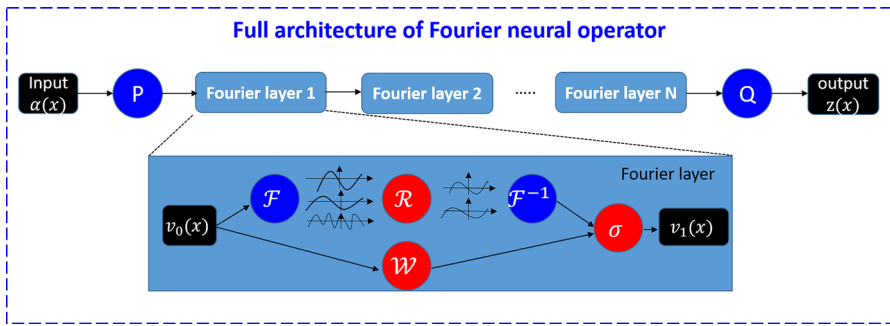 Full architecture of Fourier neural operator
Input
α(x)
P
Fourier layer 1
Fourier layer 2
.....
Fourier layer N
Q
output
z(x)
Fourier layer
v₀(x)
ℱ
ℛ
ℱ⁻¹
𝒲
σ
v₁(x)